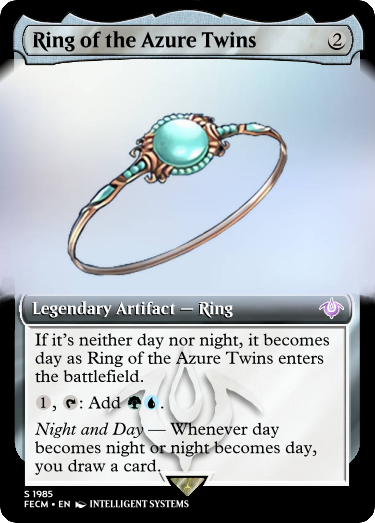 Ring of the Azure Twins 2
Legendary Artifact — Ring
If it's neither day nor night, it becomes
day as Ring of the Azure Twins enters
the battlefield.
1, : Add .
Night and Day — Whenever day
becomes night or night becomes day,
you draw a card.
S 1985
FECM • EN INTELLIGENT SYSTEMS